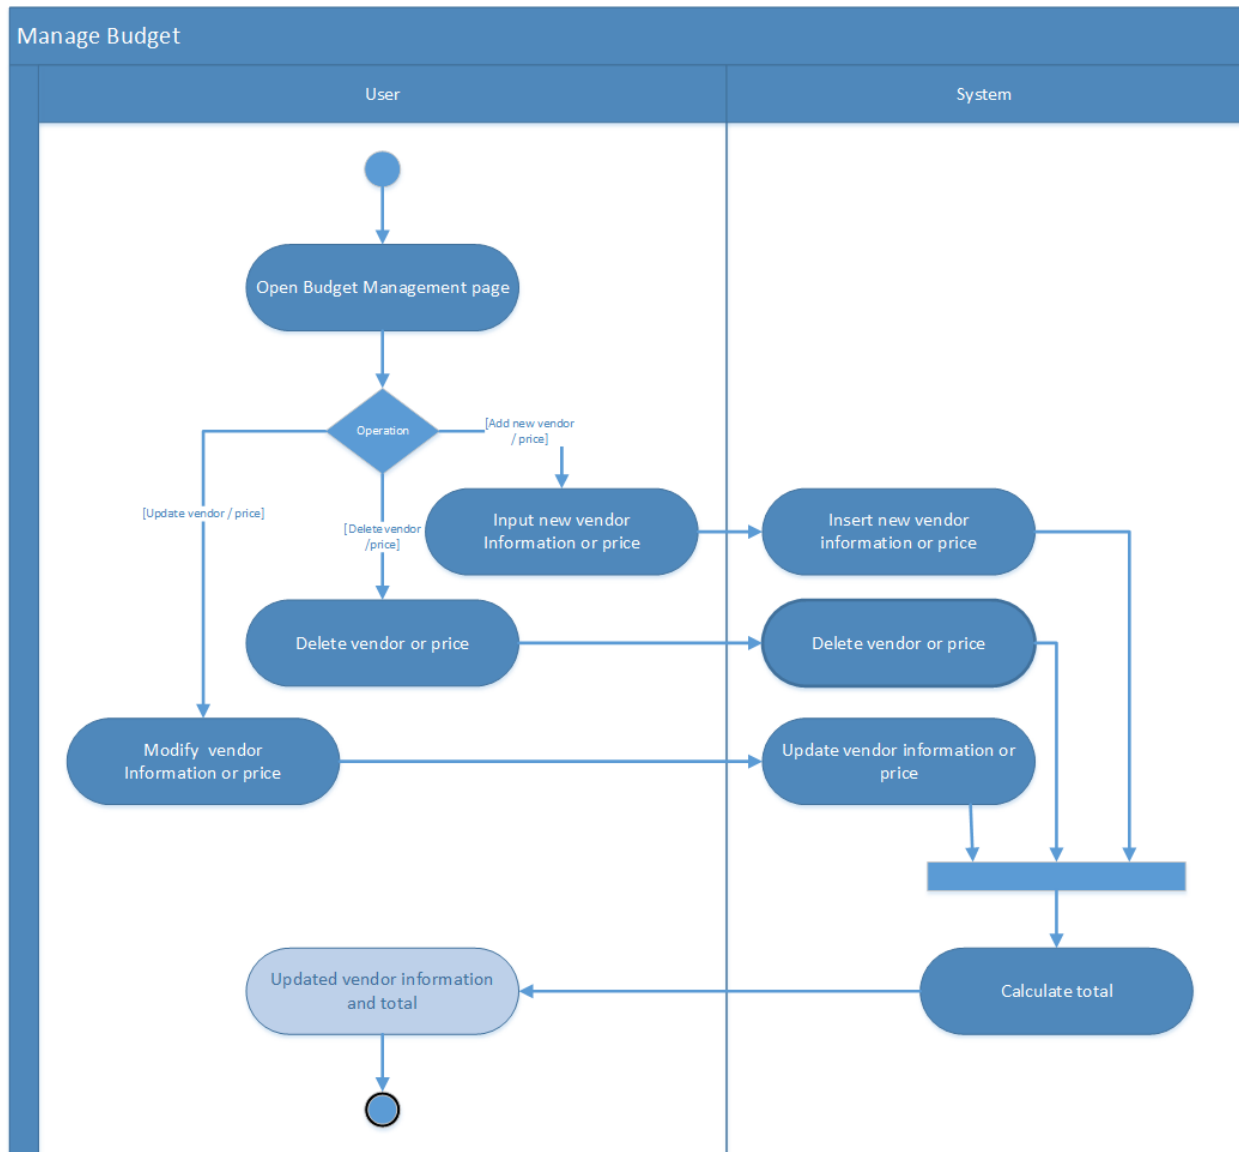 Manage Budget
User
System
Open Budget Management page
Operation
[Add new vendor
/ price]
[Update vendor / price]
[Delete vendor
/price]
Input new vendor
Information or price
Insert new vendor
information or price
Delete vendor or price
Delete vendor or price
Modify vendor
Information or price
Update vendor information or
price
Updated vendor information
and total
Calculate total